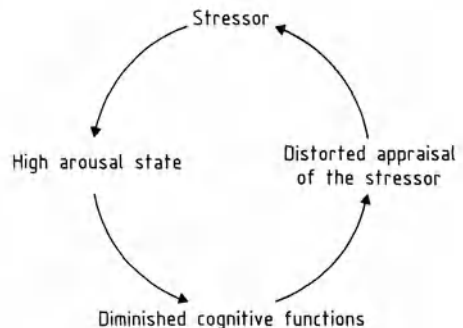 Stressor
High arousal state
Distorted appraisal
of the stressor
Diminished cognitive functions